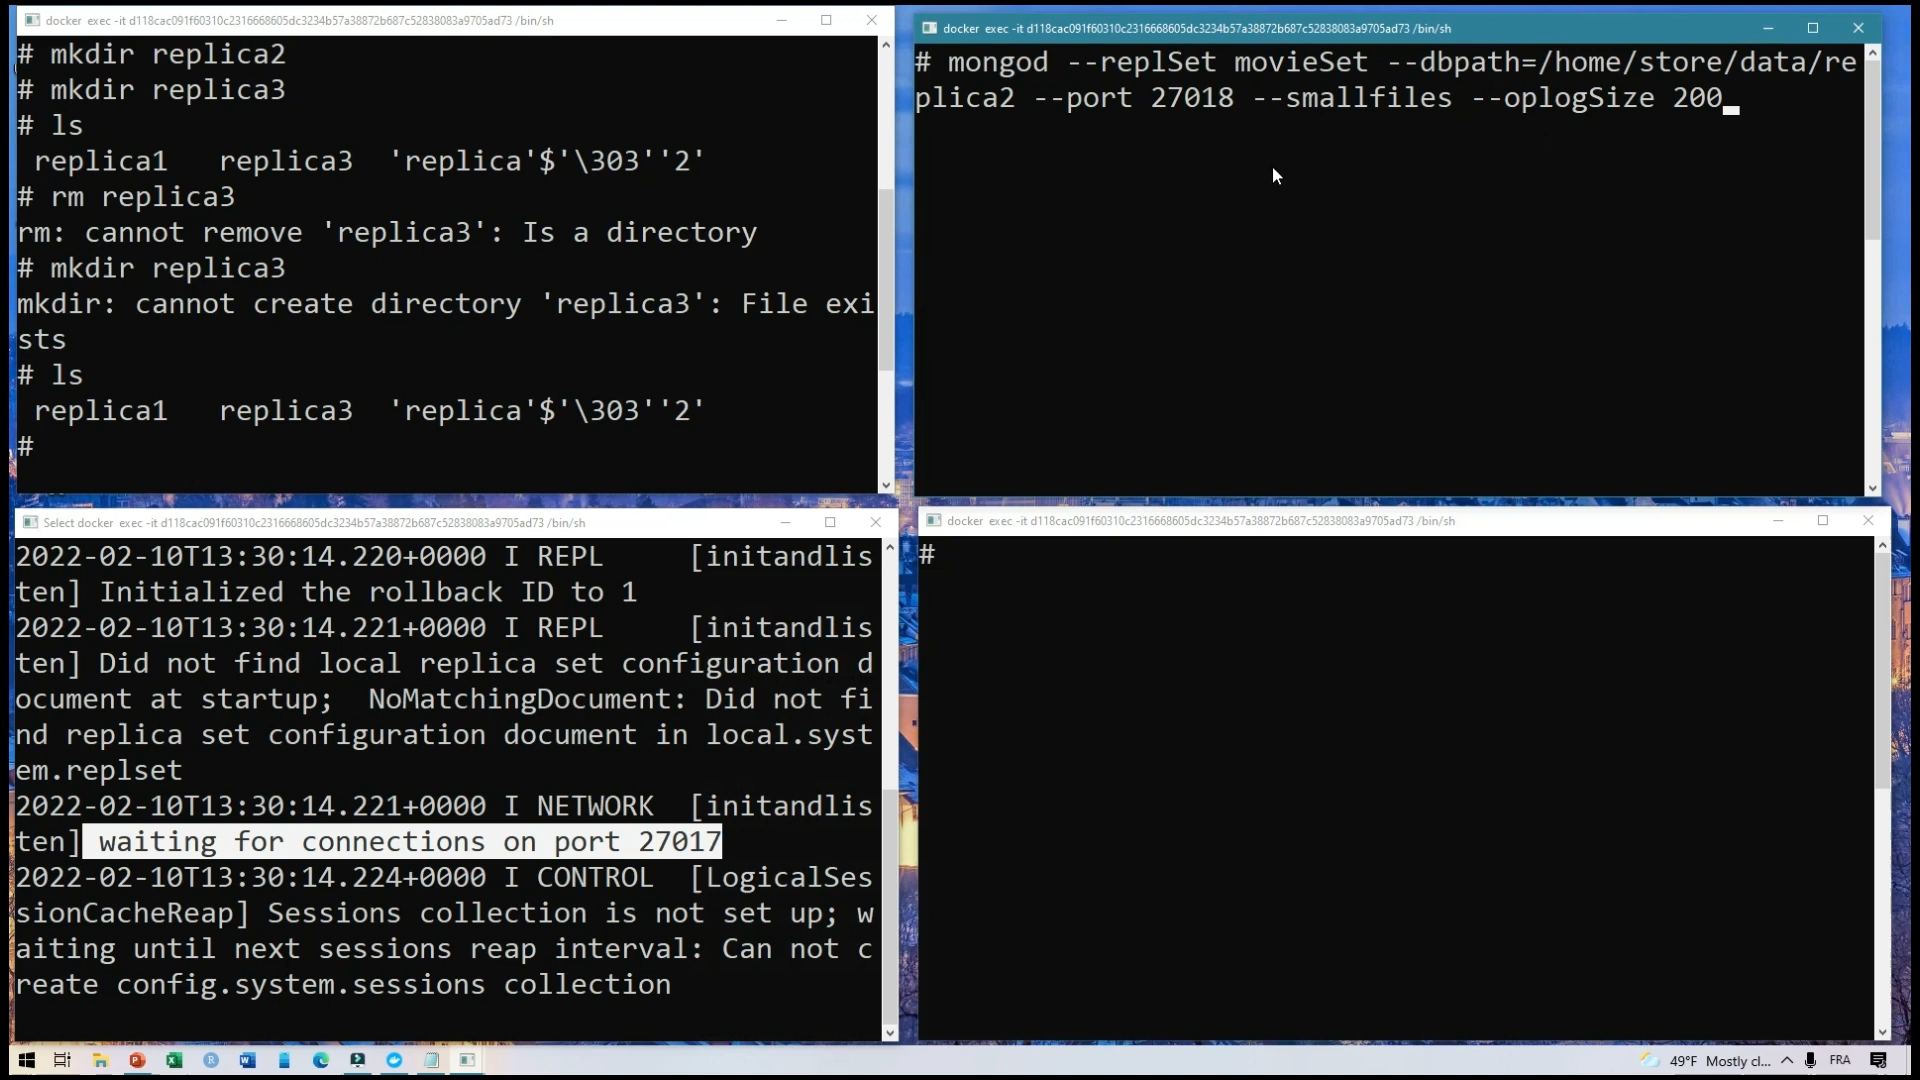 docker exec -it d118cac091f60310c2316668605dc3234b57a38872b687c52838083a9705ad73 /bin/sh
# mkdir replica2
# mkdir replica3
# ls
replica1 replica3 'replica'$'\303''2'
# rm replica3
rm: cannot remove 'replica3': Is a directory
# mkdir replica3
mkdir: cannot create directory 'replica3': File exi
sts
# ls
replica1 replica3 'replica'$'\303''2'
#
docker exec -it d118cac091f60310c2316668605dc3234b57a38872b687c52838083a9705ad73 /bin/sh
# mongod --replSet movieSet --dbpath=/home/store/data/re
plica2 --port 27018 --smallfiles --oplogSize 200
Select docker exec -it d118cac091f60310c2316668605dc3234b57a38872b687c52838083a9705ad73 /bin/sh
2022-02-10T13:30:14.220+0000 I REPL [initandlis
ten] Initialized the rollback ID to 1
2022-02-10T13:30:14.221+0000 I REPL [initandlis
ten] Did not find local replica set configuration d
ocument at startup; NoMatchingDocument: Did not fi
nd replica set configuration document in local.syst
em.replset
2022-02-10T13:30:14.221+0000 I NETWORK [initandlis
ten] waiting for connections on port 27017
2022-02-10T13:30:14.224+0000 I CONTROL [LogicalSes
sionCacheReap] Sessions collection is not set up; w
aiting until next sessions reap interval: Can not c
reate config.system.sessions collection
docker exec -it d118cac091f60310c2316668605dc3234b57a38872b687c52838083a9705ad73 /bin/sh
#
49°F Mostly cl... FRA